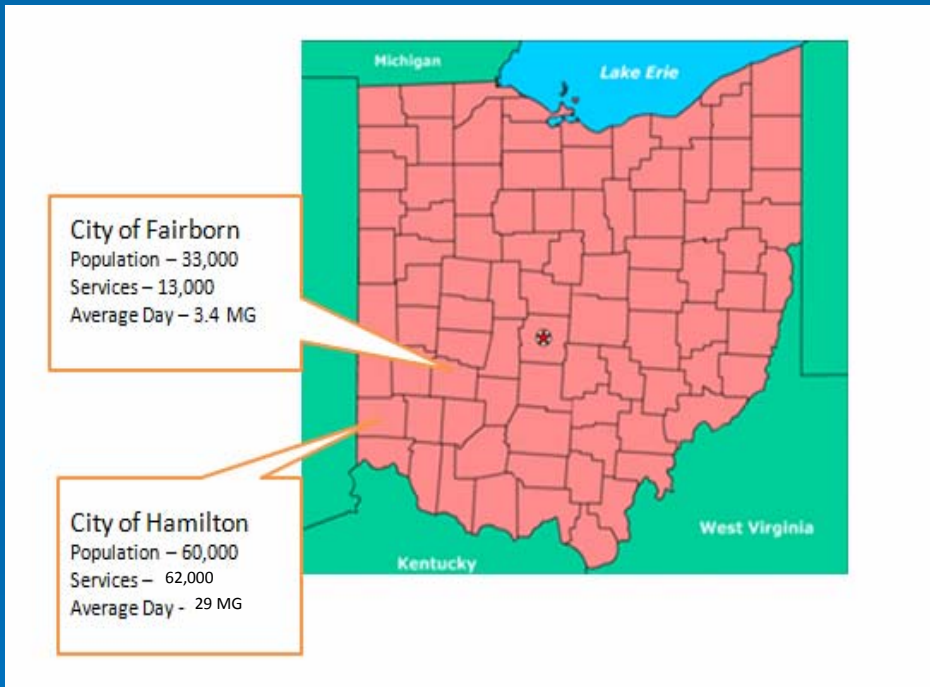 Michigan
Lake Erie
City of Fairborn
Population – 33,000
Services – 13,000
Average Day – 3.4 MG
City of Hamilton
Population – 60,000
Services – 62,000
Average Day - 29 MG
West Virginia
Kentucky